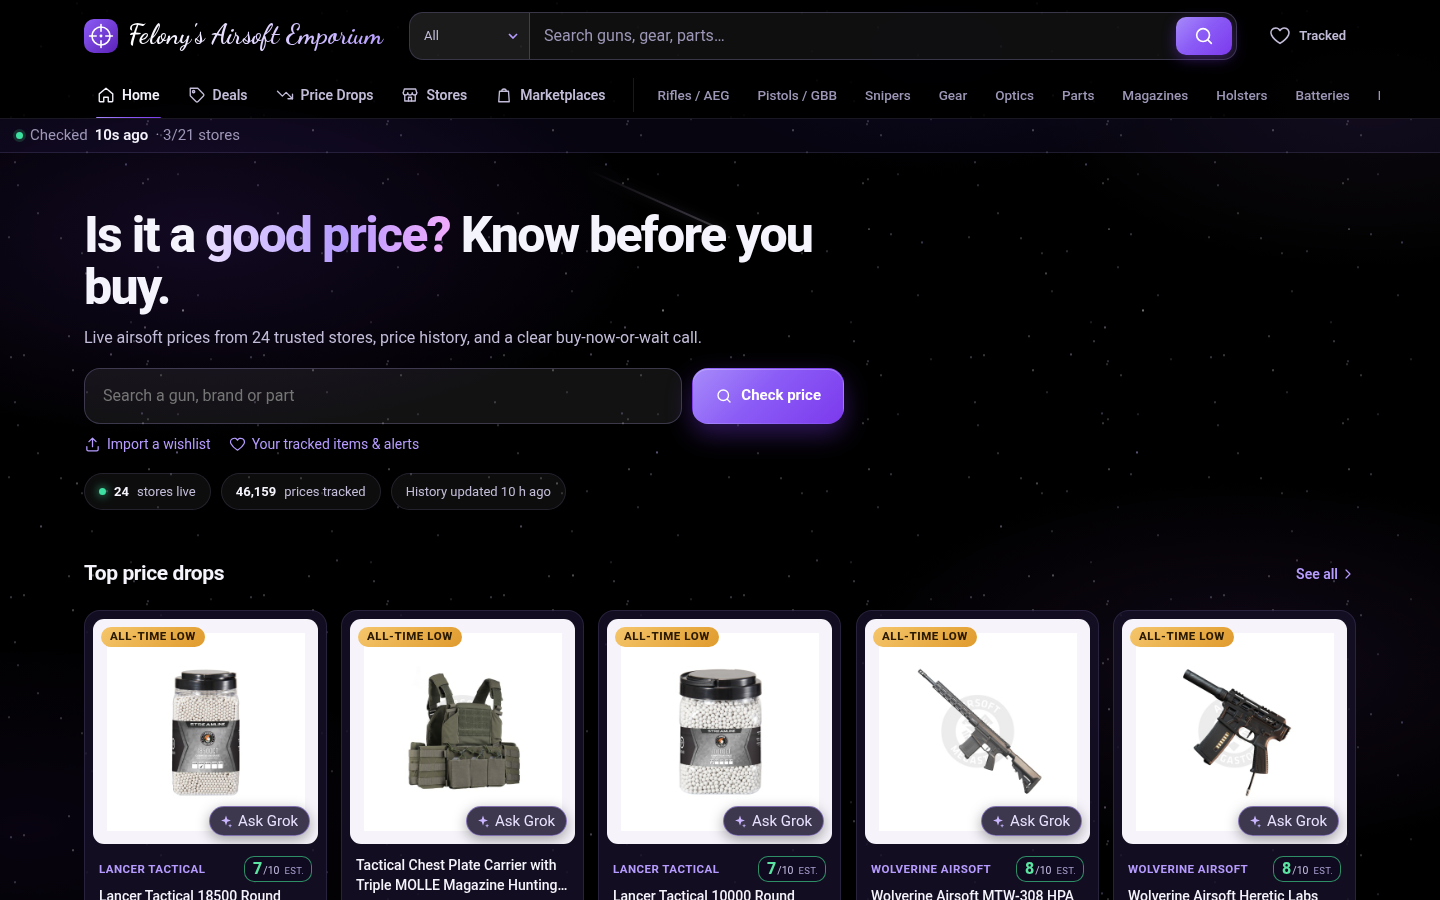 Felony's Airsoft Emporium
All
Search guns, gear, parts...
Tracked
Home
Deals
Price Drops
Stores
Marketplaces
Rifles / AEG
Pistols / GBB
Snipers
Gear
Optics
Parts
Magazines
Holsters
Batteries
Checked 10s ago · 3/21 stores
Is it a good price? Know before you
buy.
Live airsoft prices from 24 trusted stores, price history, and a clear buy-now-or-wait call.
Search a gun, brand or part
Check price
Import a wishlist
Your tracked items & alerts
24 stores live
46,159 prices tracked
History updated 10 h ago
Top price drops
See all
ALL-TIME LOW
Ask Grok
LANCER TACTICAL
7/10 EST.
Lancer Tactical 18500 Round
ALL-TIME LOW
Ask Grok
Tactical Chest Plate Carrier with
Triple MOLLE Magazine Hunting...
ALL-TIME LOW
Ask Grok
LANCER TACTICAL
7/10 EST.
Lancer Tactical 10000 Round
ALL-TIME LOW
Ask Grok
WOLVERINE AIRSOFT
8/10 EST.
Wolverine Airsoft MTW-308 HPA
ALL-TIME LOW
Ask Grok
WOLVERINE AIRSOFT
8/10 EST.
Wolverine Airsoft Heretic Labs